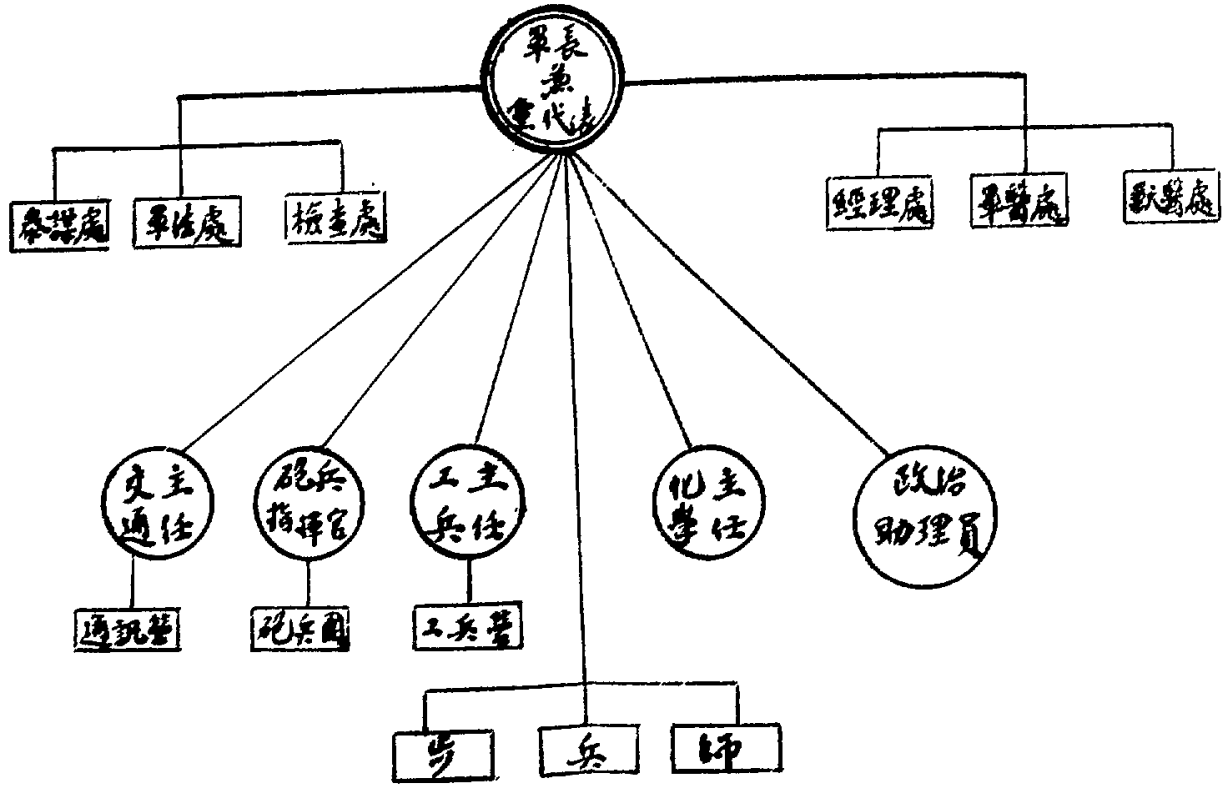 軍長
兼
黨代表
參謀處
軍法處
檢查處
經理處
軍醫處
獸醫處
交通
主任
砲兵
指揮官
工兵
主任
化學
主任
政治
助理員
通訊營
砲兵團
工兵營
步
兵
師